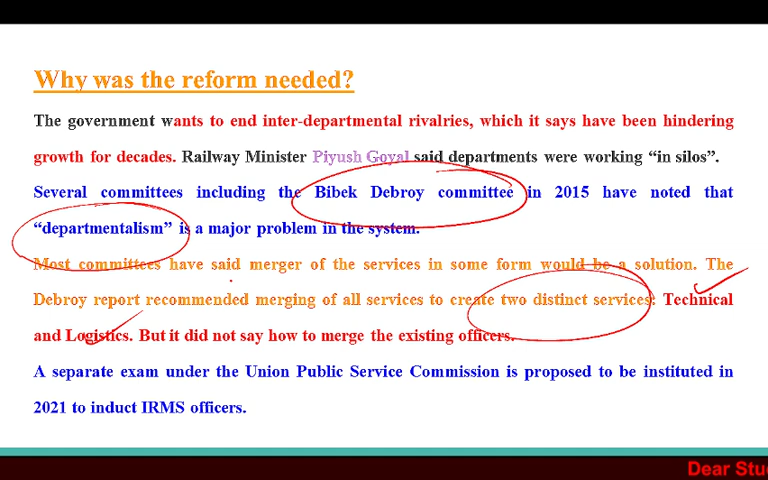 Why was the reform needed?
The government wants to end inter-departmental rivalries, which it says have been hindering
growth for decades. Railway Minister Piyush Goyal said departments were working “in silos”.
Several committees including the Bibek Debroy committee in 2015 have noted that
“departmentalism” is a major problem in the system.
Most committees have said merger of the services in some form would be a solution. The
Debroy report recommended merging of all services to create two distinct services: Technical
and Logistics. But it did not say how to merge the existing officers.
A separate exam under the Union Public Service Commission is proposed to be instituted in
2021 to induct IRMS officers.
Dear Stu